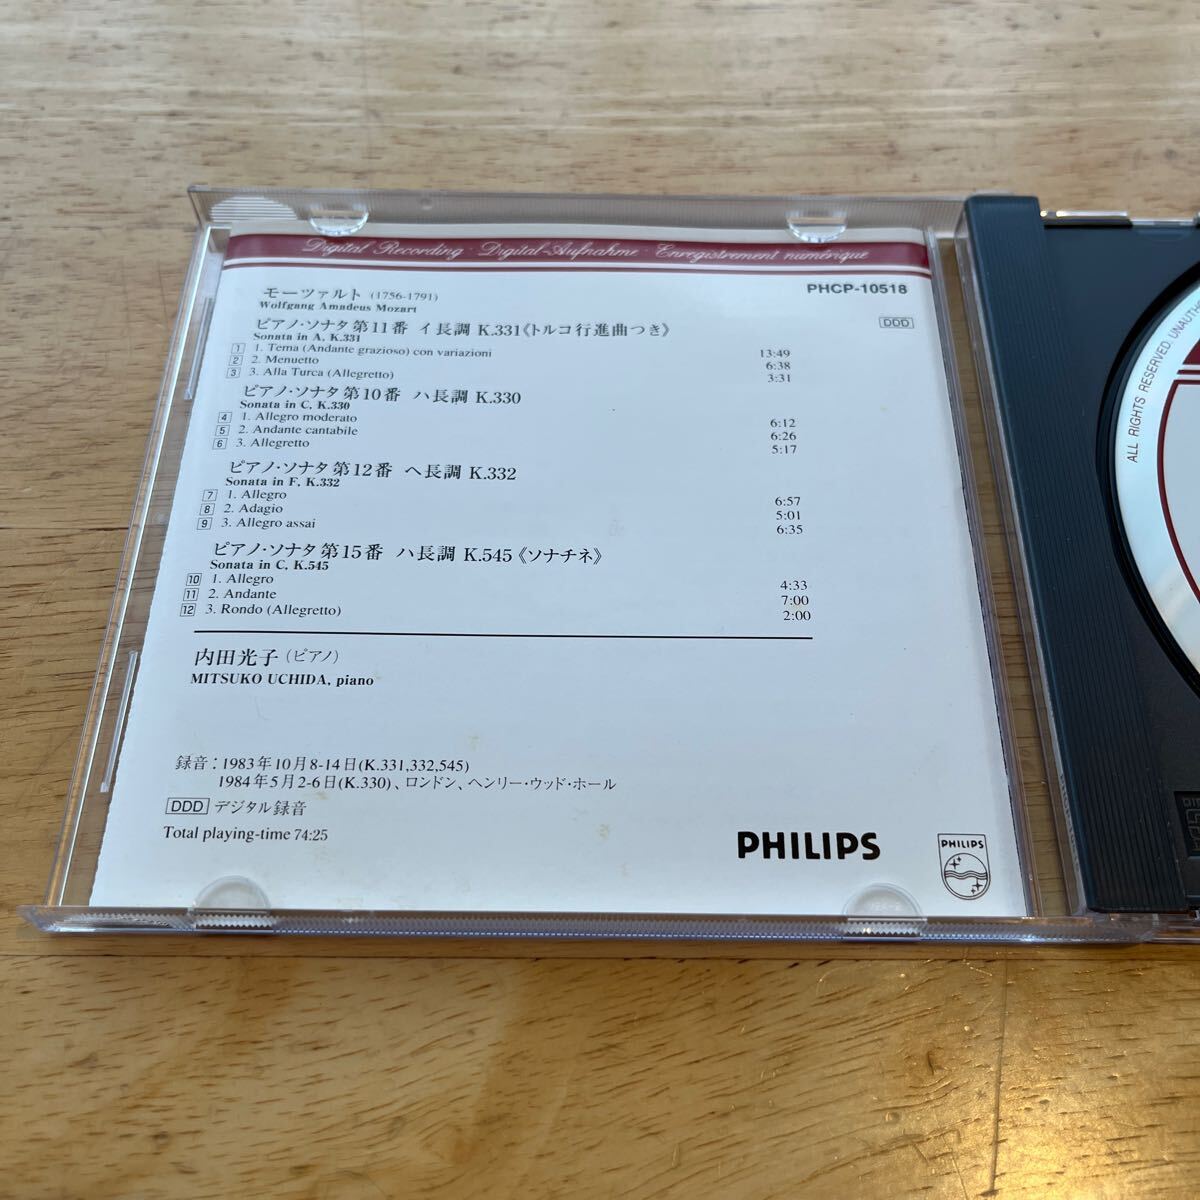 Digital Recording · Digital-Aufnahme · Enregistrement numérique
モーツァルト (1756-1791)
Wolfgang Amadeus Mozart
PHCP-10518
DDD
ピアノ・ソナタ第11番 イ長調 K.331《トルコ行進曲つき》
Sonata in A, K.331
1 1. Tema (Andante grazioso) con variazioni 13:49
2 2. Menuetto 6:38
3 3. Alla Turca (Allegretto) 3:31
ピアノ・ソナタ第10番 ハ長調 K.330
Sonata in C, K.330
4 1. Allegro moderato 6:12
5 2. Andante cantabile 6:26
6 3. Allegretto 5:17
ピアノ・ソナタ第12番 ヘ長調 K.332
Sonata in F, K.332
7 1. Allegro 6:57
8 2. Adagio 5:01
9 3. Allegro assai 6:35
ピアノ・ソナタ第15番 ハ長調 K.545《ソナチネ》
Sonata in C, K.545
10 1. Allegro 4:33
11 2. Andante 7:00
12 3. Rondo (Allegretto) 2:00
内田光子(ピアノ)
MITSUKO UCHIDA, piano
録音：1983年10月8-14日(K.331,332,545)
1984年5月2-6日(K.330)、ロンドン、ヘンリー・ウッド・ホール
DDD デジタル録音
Total playing-time 74:25
PHILIPS
PHILIPS
ALL RIGHTS RESERVED. UNAUTHO